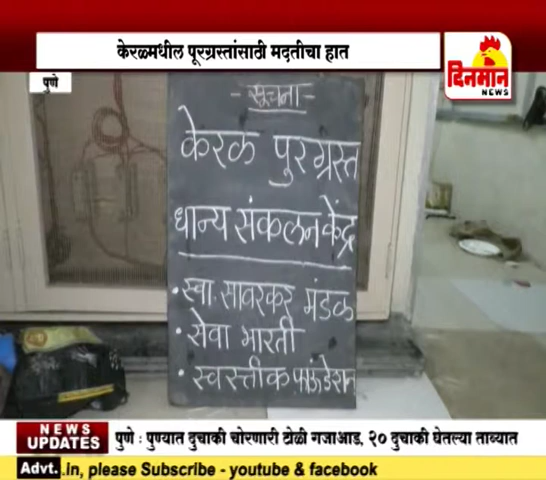 केरळमधील पूरग्रस्तांसाठी मदतीचा हात
पुणे
दिनमान
NEWS
- सूचना -
केरळ पुरग्रस्त
धान्य संकलन केंद्र
• स्वा. सावरकर मंडळ
• सेवा भारती
• स्वस्तीक फाऊंडेशन
NEWS
UPDATES
पुणे : पुण्यात दुचाकी चोरणारी टोळी गजाआड, २० दुचाकी घेतल्या ताब्यात
Advt. .in, please Subscribe - youtube & facebook